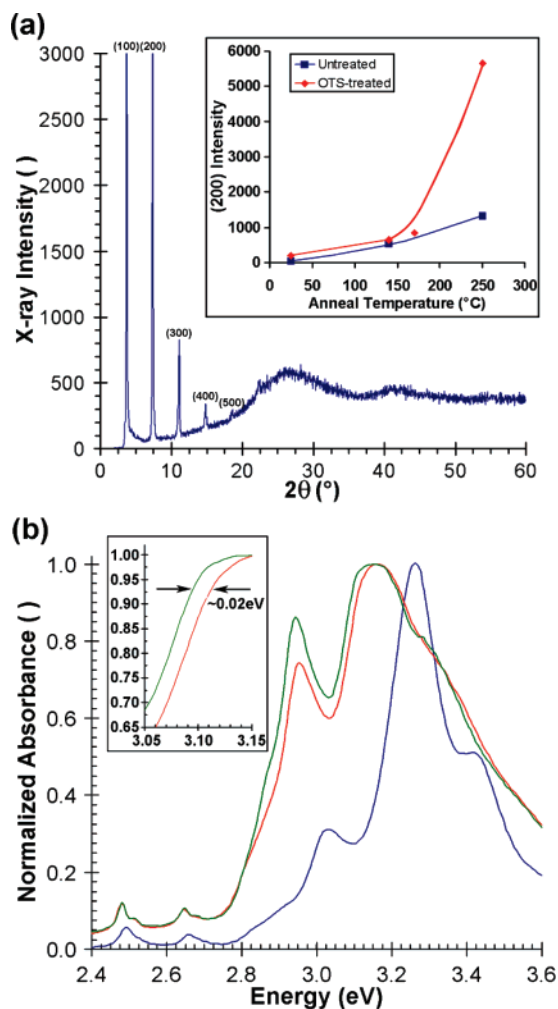 (a)
X-ray Intensity ( )
3000
2500
2000
1500
1000
500
0
(100)(200)
(300)
(400)
(500)
0 10 20 30 40 50 60
2θ (°)
Untreated
OTS-treated
(200) Intensity
6000
5000
4000
3000
2000
1000
0
0 50 100 150 200 250 300
Anneal Temperature (°C)
(b)
Normalized Absorbance ( )
1.0
0.8
0.6
0.4
0.2
0.0
1.00
0.95
0.90
0.85
0.80
0.75
0.70
0.65
~0.02eV
3.05 3.10 3.15
2.4 2.6 2.8 3.0 3.2 3.4 3.6
Energy (eV)